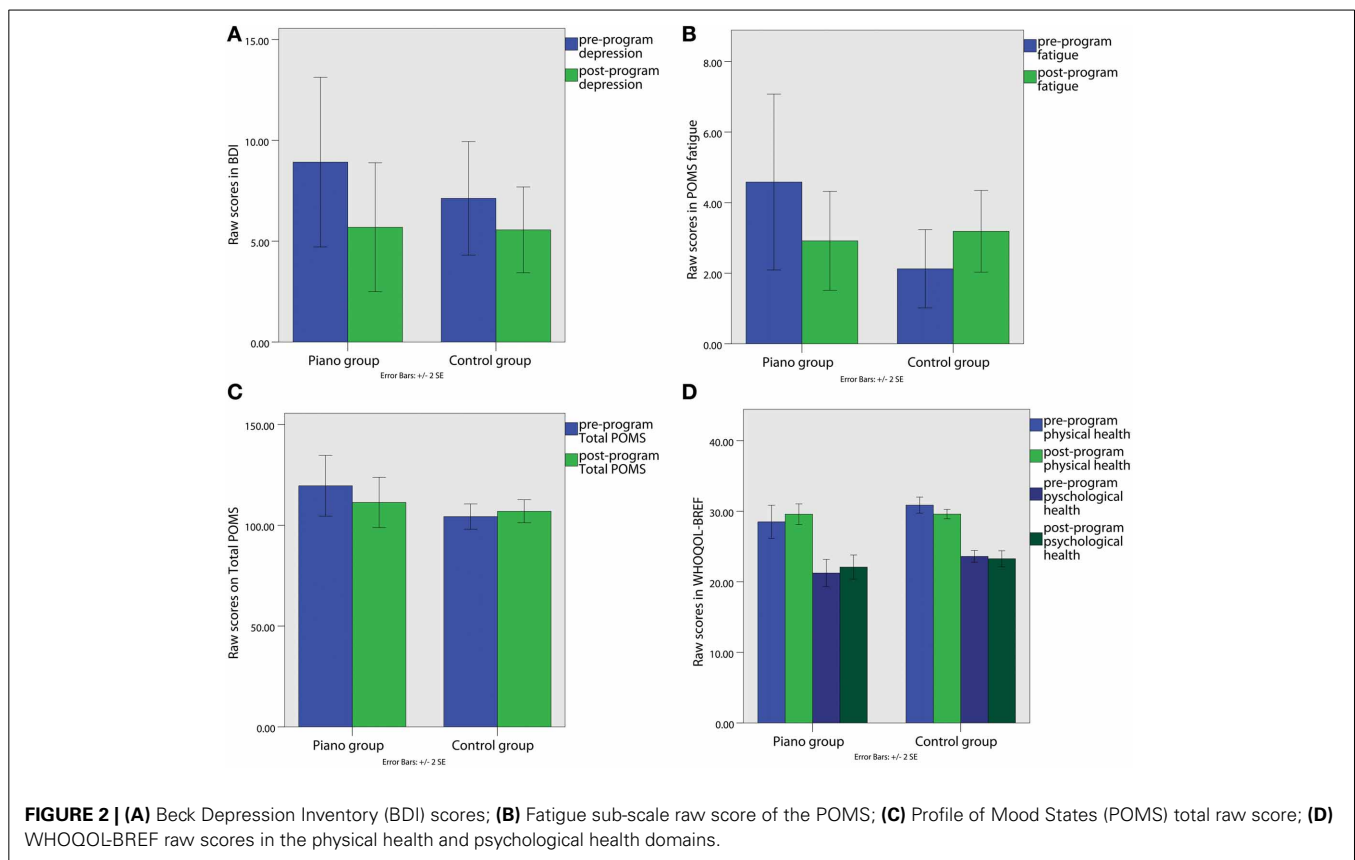 A
15.00
10.00
5.00
0.00
Raw scores in BDI
Piano group
Control group
Error Bars: +/- 2 SE
pre-program
depression
post-program
depression
B
8.00
6.00
4.00
2.00
0.00
Raw scores in POMS fatigue
Piano group
Control group
Error Bars: +/- 2 SE
pre-program
fatigue
post-program
fatigue
C
150.00
100.00
50.00
0.00
Raw scores on Total POMS
Piano group
Control group
Error Bars: +/- 2 SE
pre-program
Total POMS
post-program
Total POMS
D
40.00
30.00
20.00
10.00
0.00
Raw scores in WHOQOL-BREF
Piano group
Control group
Error Bars: +/- 2 SE
pre-program
physical health
post-program
physical health
pre-program
pyschological
health
post-program
psychological
health
FIGURE 2 | (A) Beck Depression Inventory (BDI) scores; (B) Fatigue sub-scale raw score of the POMS; (C) Profile of Mood States (POMS) total raw score; (D)
WHOQOL-BREF raw scores in the physical health and psychological health domains.